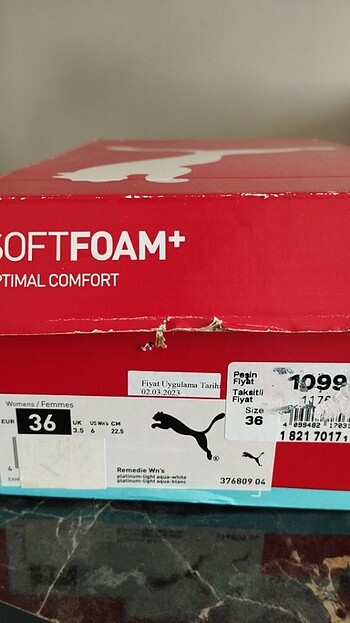 SOFTFOAM+
OPTIMAL COMFORT
Fiyat Uygulama Tarihi
02.03.2023
Peşin
Fiyat
1099
Taksitli
Fiyat
Size
36
1 821 7017 1
Womens / Femmes
EUR 36 UK 3.5 US Wn's 6 CM 22.5
Remedie Wn's
platinum-light aqua-white
platinum-light aqua-blanc
376809 04